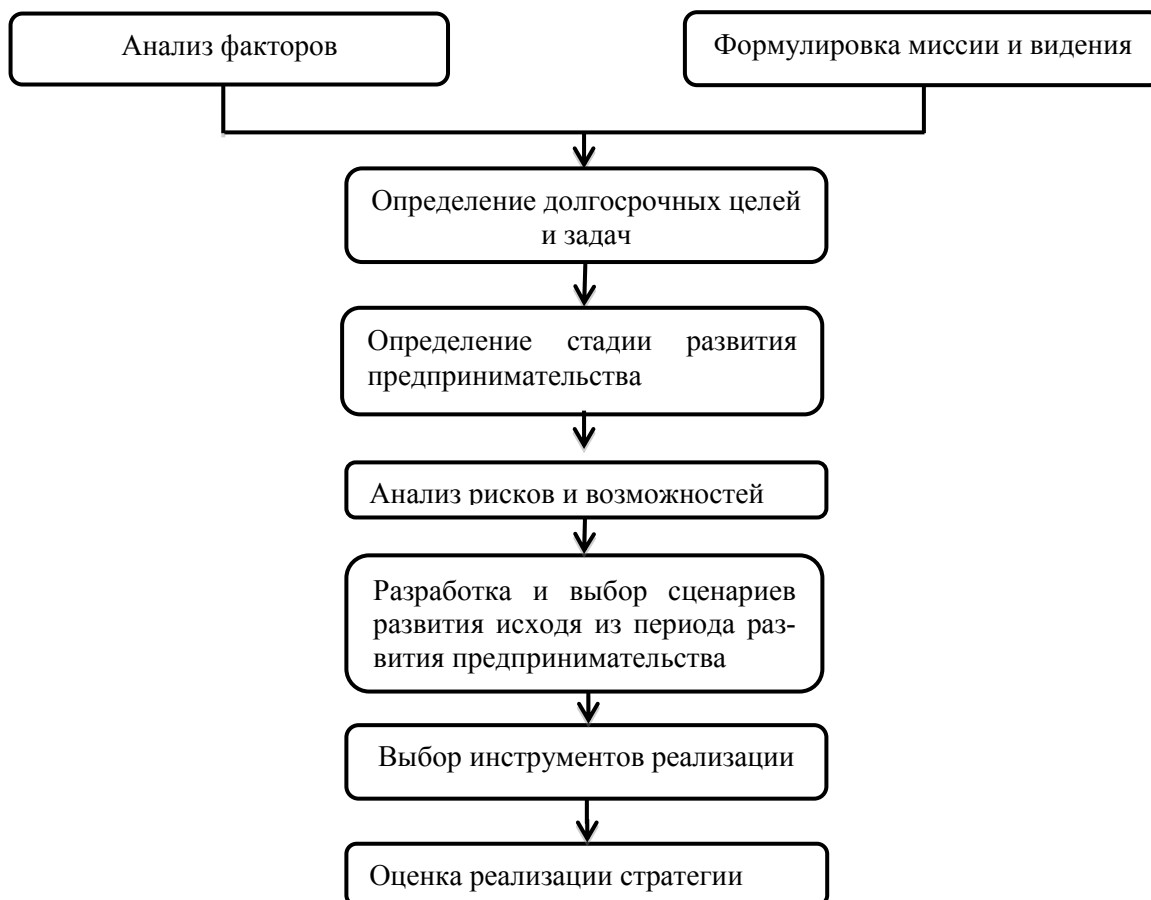 Анализ факторов
Формулировка миссии и видения
Определение долгосрочных целей
и задач
Определение стадии развития
предпринимательства
Анализ рисков и возможностей
Разработка и выбор сценариев
развития исходя из периода раз-
вития предпринимательства
Выбор инструментов реализации
Оценка реализации стратегии